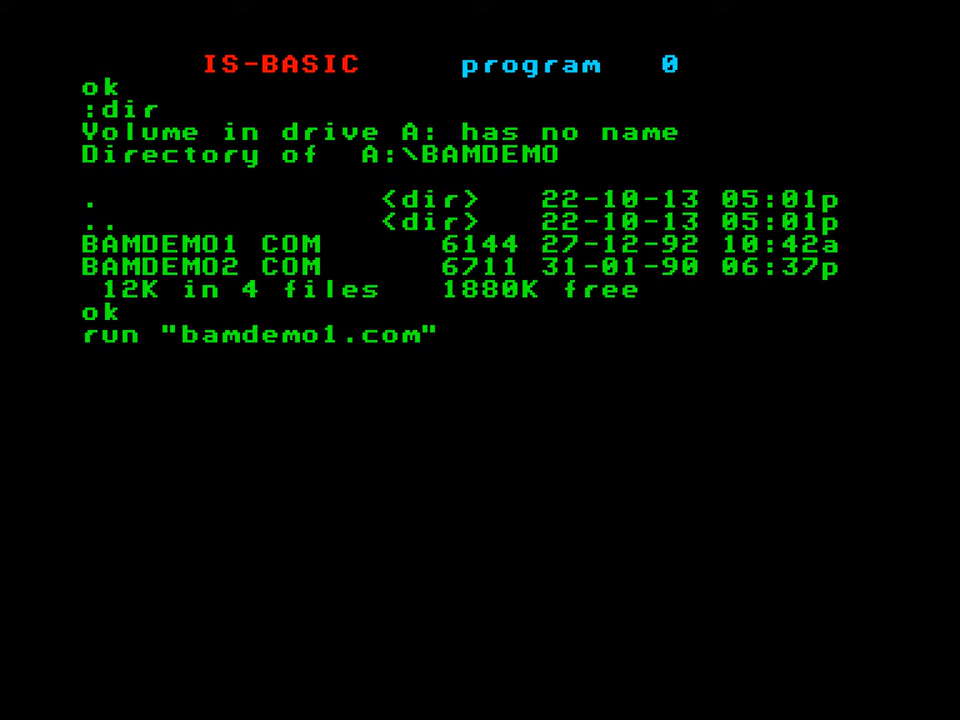 IS-BASIC program 0
ok
:dir
Volume in drive A: has no name
Directory of A:\BAMDEMO
. <dir> 22-10-13 05:01p
.. <dir> 22-10-13 05:01p
BAMDEMO1 COM 6144 27-12-92 10:42a
BAMDEMO2 COM 6711 31-01-90 06:37p
12K in 4 files 1880K free
ok
run "bamdemo1.com"